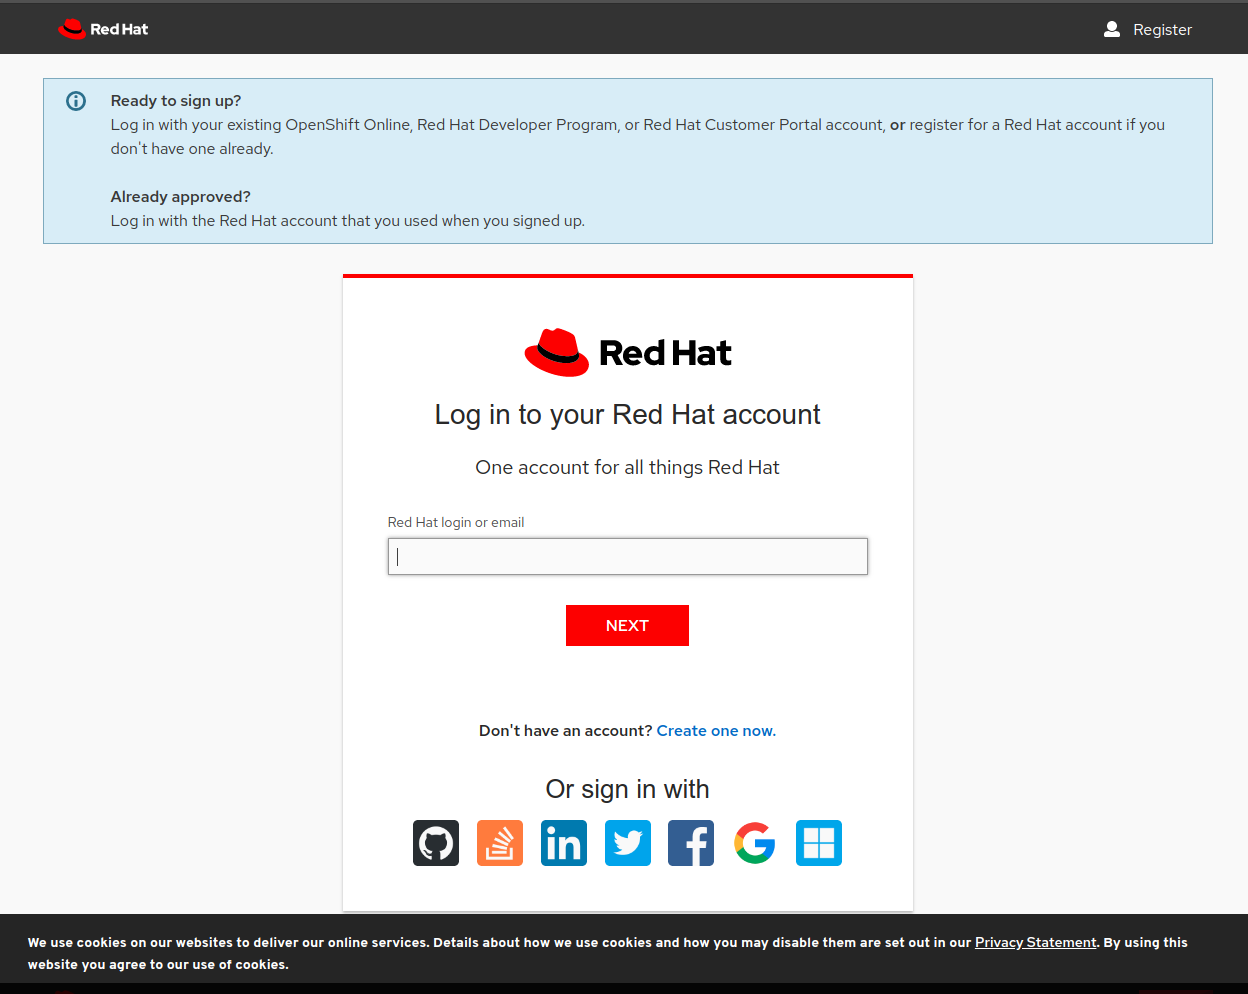 Red Hat
Register
Ready to sign up?
Log in with your existing OpenShift Online, Red Hat Developer Program, or Red Hat Customer Portal account, or register for a Red Hat account if you
don't have one already.
Already approved?
Log in with the Red Hat account that you used when you signed up.
Red Hat
Log in to your Red Hat account
One account for all things Red Hat
Red Hat login or email
NEXT
Don't have an account? Create one now.
Or sign in with
in
We use cookies on our websites to deliver our online services. Details about how we use cookies and how you may disable them are set out in our Privacy Statement. By using this
website you agree to our use of cookies.